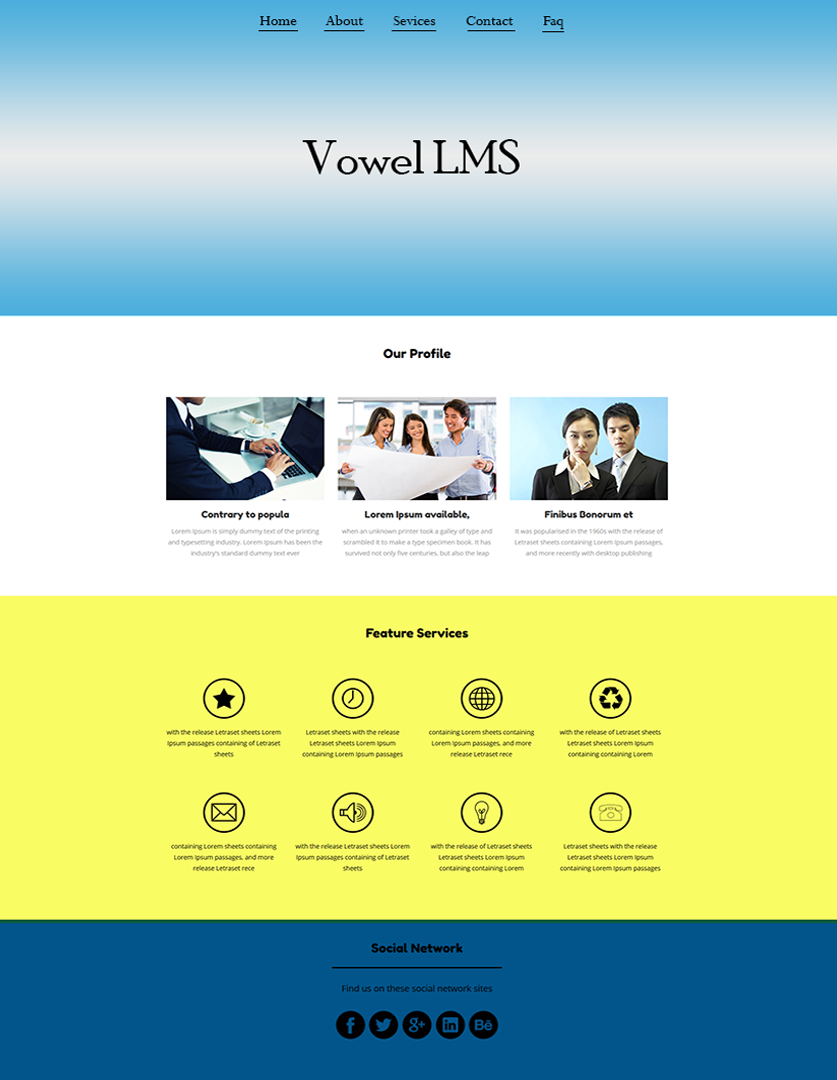 Home About Sevices Contact Faq
Vowel LMS
Our Profile
Contrary to popula
Lorem Ipsum is simply dummy text of the printing
and typesetting industry. Lorem Ipsum has been the
industry's standard dummy text ever
Lorem Ipsum available,
when an unknown printer took a galley of type and
scrambled it to make a type specimen book. It has
survived not only five centuries, but also the leap
Finibus Bonorum et
It was popularised in the 1960s with the release of
Letraset sheets containing Lorem Ipsum passages,
and more recently with desktop publishing
Feature Services
with the release Letraset sheets Lorem
Ipsum passages containing of Letraset
sheets
Letraset sheets with the release
Letraset sheets Lorem Ipsum
containing Lorem Ipsum passages
containing Lorem sheets containing
Lorem Ipsum passages, and more
release Letraset rece
with the release of Letraset sheets
Letraset sheets Lorem Ipsum
containing containing Lorem
containing Lorem sheets containing
Lorem Ipsum passages, and more
release Letraset rece
with the release Letraset sheets Lorem
Ipsum passages containing of Letraset
sheets
with the release of Letraset sheets
Letraset sheets Lorem Ipsum
containing containing Lorem
Letraset sheets with the release
Letraset sheets Lorem Ipsum
containing Lorem Ipsum passages
Social Network
Find us on these social network sites
f g+ in Bē